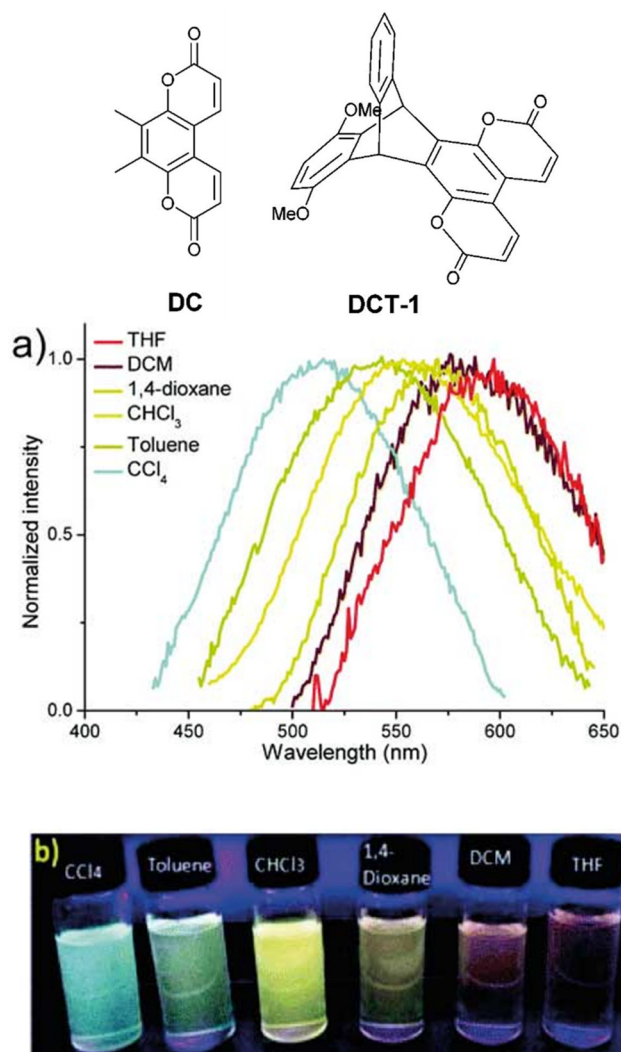 O
O
O
O
OMe
MeO
O
O
O
O
DC
DCT-1
a)
THF
DCM
1,4-dioxane
CHCl3
Toluene
CCl4
1.0
0.5
0.0
Normalized intensity
400 450 500 550 600 650
Wavelength (nm)
b)
CCl4 Toluene CHCl3 1,4-Dioxane DCM THF